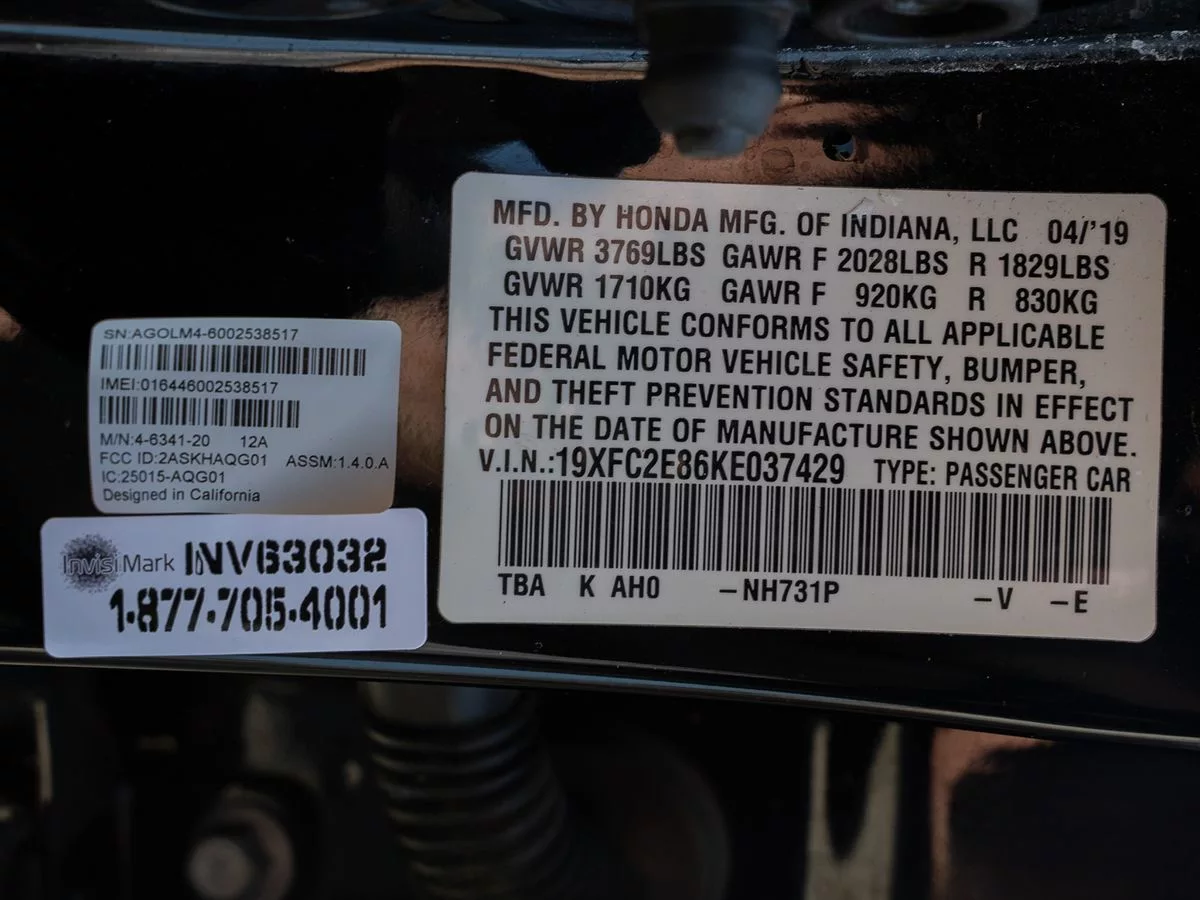 MFD. BY HONDA MFG. OF INDIANA, LLC 04/'19
GVWR 3769LBS GAWR F 2028LBS R 1829LBS
GVWR 1710KG GAWR F 920KG R 830KG
THIS VEHICLE CONFORMS TO ALL APPLICABLE
FEDERAL MOTOR VEHICLE SAFETY, BUMPER,
AND THEFT PREVENTION STANDARDS IN EFFECT
ON THE DATE OF MANUFACTURE SHOWN ABOVE.
V.I.N.:19XFC2E86KE037429 TYPE: PASSENGER CAR
TBA K AH0 –NH731P –V –E
SN:AGOLM4-6002538517
IMEI:016446002538517
M/N:4-6341-20 12A
FCC ID:2ASKHAQG01 ASSM:1.4.0.A
IC:25015-AQG01
Designed in California
InvisiMark INV63032
1-877-705-4001